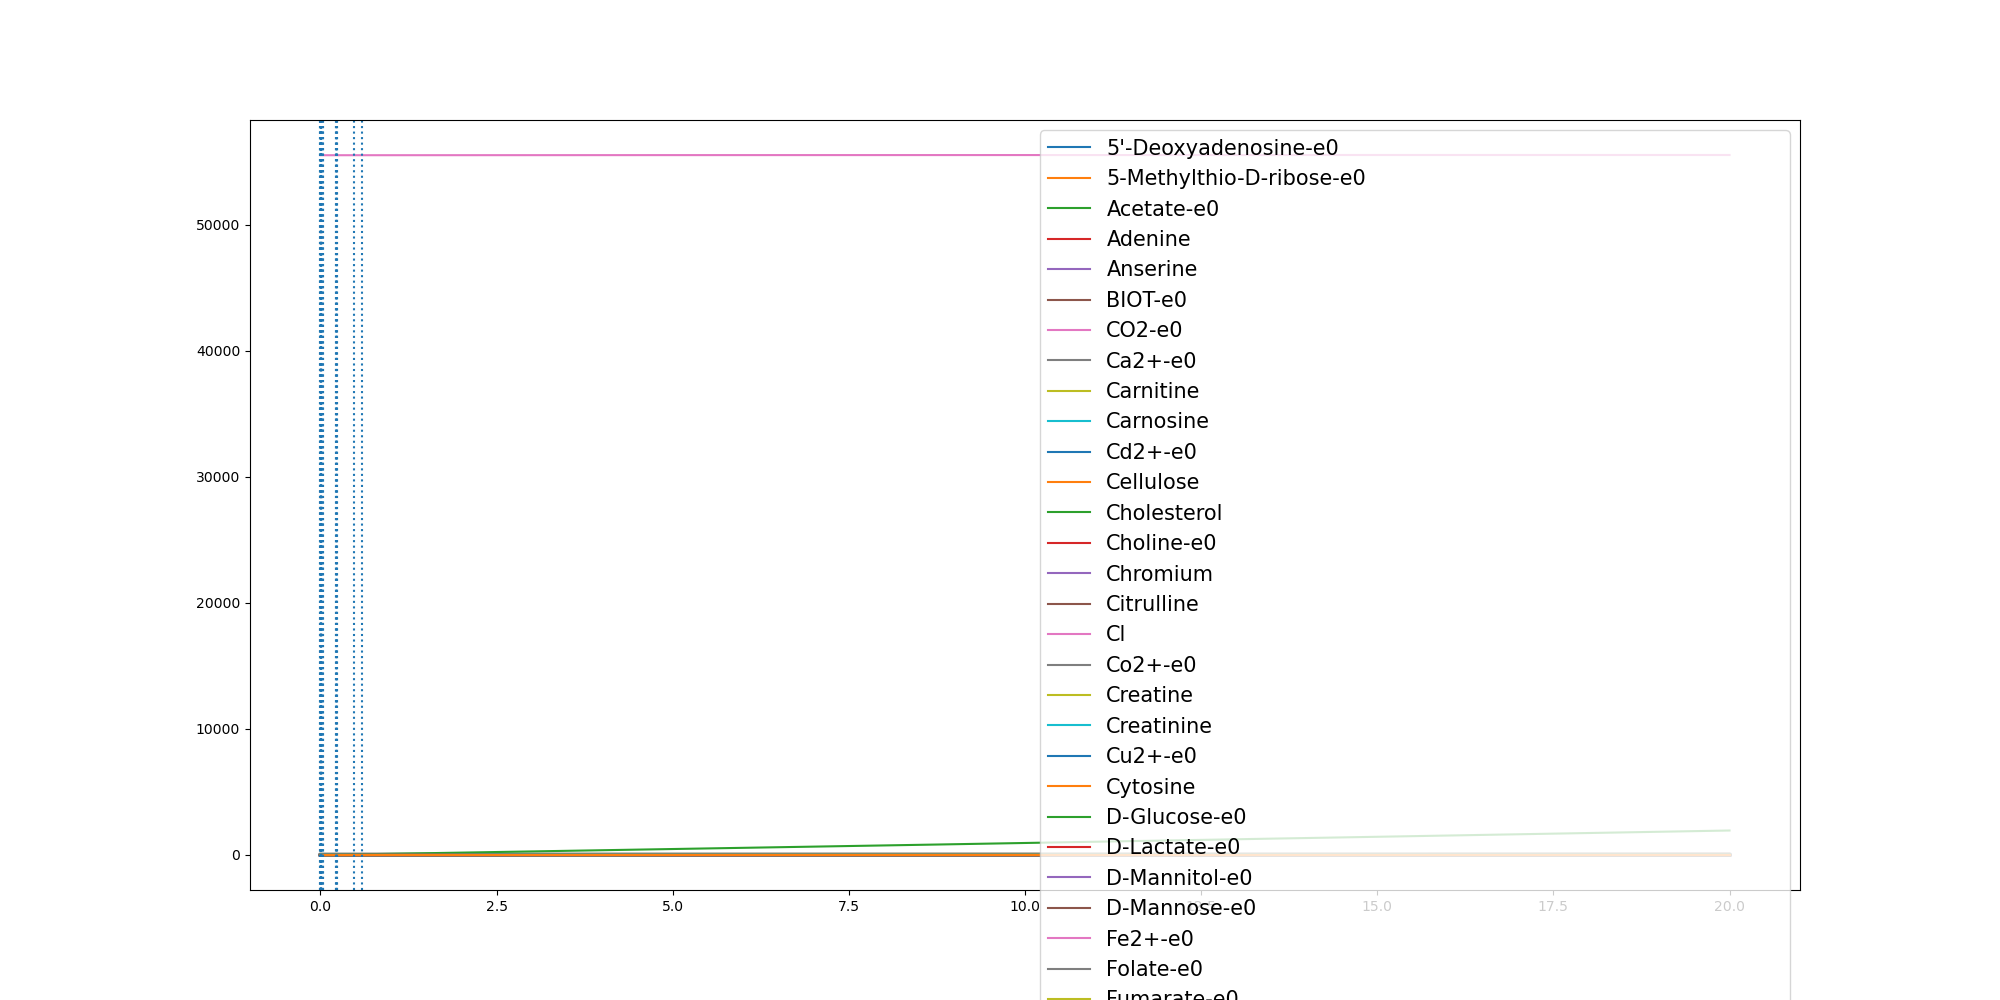 50000
40000
30000
20000
10000
0
0.0 2.5 5.0 7.5 10.0 15.0 17.5 20.0
5'-Deoxyadenosine-e0
5-Methylthio-D-ribose-e0
Acetate-e0
Adenine
Anserine
BIOT-e0
CO2-e0
Ca2+-e0
Carnitine
Carnosine
Cd2+-e0
Cellulose
Cholesterol
Choline-e0
Chromium
Citrulline
Cl
Co2+-e0
Creatine
Creatinine
Cu2+-e0
Cytosine
D-Glucose-e0
D-Lactate-e0
D-Mannitol-e0
D-Mannose-e0
Fe2+-e0
Folate-e0
Fumarate-e0